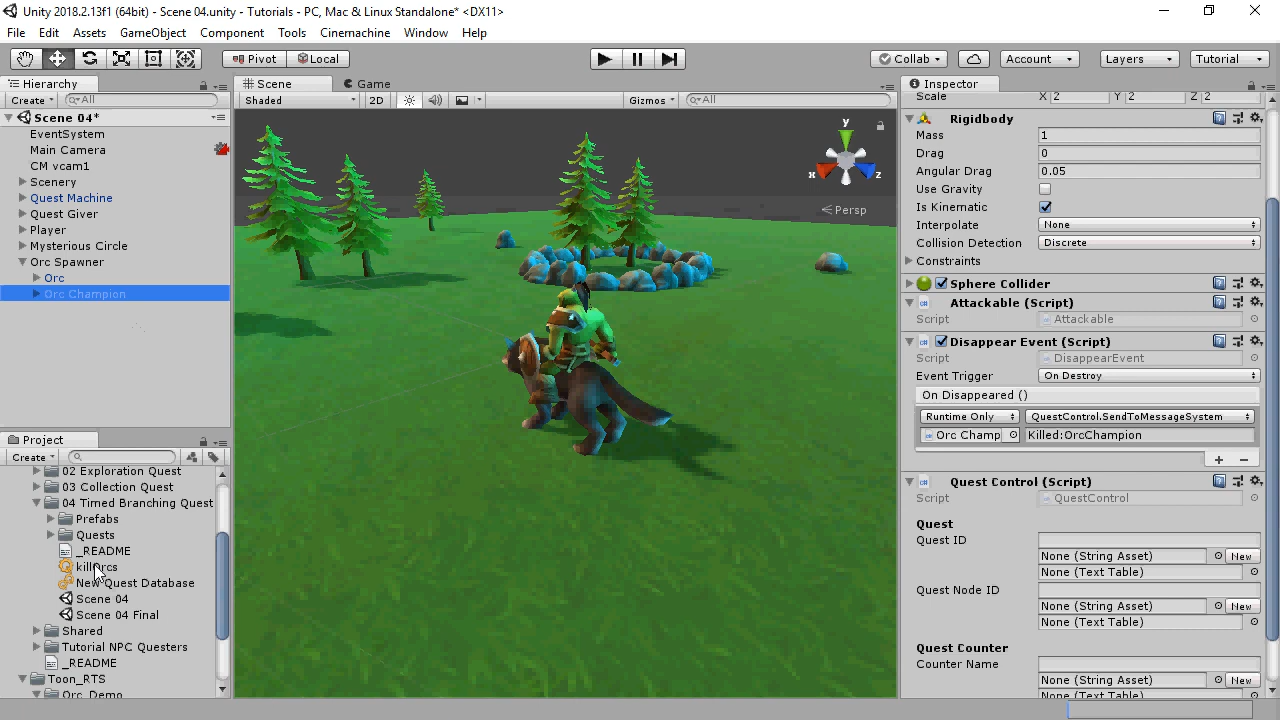 Unity 2018.2.13f1 (64bit) - Scene 04.unity - Tutorials - PC, Mac & Linux Standalone* <DX11>
File Edit Assets GameObject Component Tools Cinemachine Window Help
Pivot Local Collab Account Layers Tutorial
Hierarchy Scene Game Inspector
Create All Shaded 2D Gizmos All Scale X 2 Y 2 Z 2
Scene 04*
EventSystem
Main Camera
CM vcam1
Scenery
Quest Machine
Quest Giver
Player
Mysterious Circle
Orc Spawner
Orc
Orc Champion
y
x
z
Persp
Rigidbody
Mass 1
Drag 0
Angular Drag 0.05
Use Gravity
Is Kinematic
Interpolate None
Collision Detection Discrete
Constraints
Sphere Collider
Attackable (Script)
Script Attackable
Disappear Event (Script)
Script DisappearEvent
Event Trigger On Destroy
On Disappeared ()
Runtime Only QuestControl.SendToMessageSystem
Orc Champ Killed:OrcChampion
+ −
Quest Control (Script)
Script QuestControl
Quest
Quest ID
None (String Asset) New
None (Text Table)
Quest Node ID
None (String Asset) New
None (Text Table)
Quest Counter
Counter Name
None (String Asset) New
None (Text Table)
Project
Create
02 Exploration Quest
03 Collection Quest
04 Timed Branching Quest
Prefabs
Quests
_README
New Quest Database
Scene 04
Scene 04 Final
Shared
Tutorial NPC Questers
_README
Toon_RTS
Orc_Demo